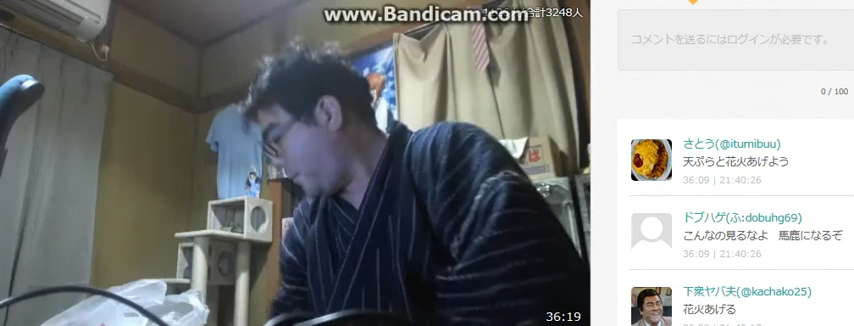 www.Bandicam.com
合計3248人
コメントを送るにはログインが必要です。
0 / 100
さとう(@itumibuu)
天ぷらと花火あげよう
36:09 | 21:40:26
ドブハゲ(ふ:dobuhg69)
こんなの見るなよ　馬鹿になるぞ
36:09 | 21:40:26
下衆ヤバ夫(@kachako25)
花火あげる
36:19